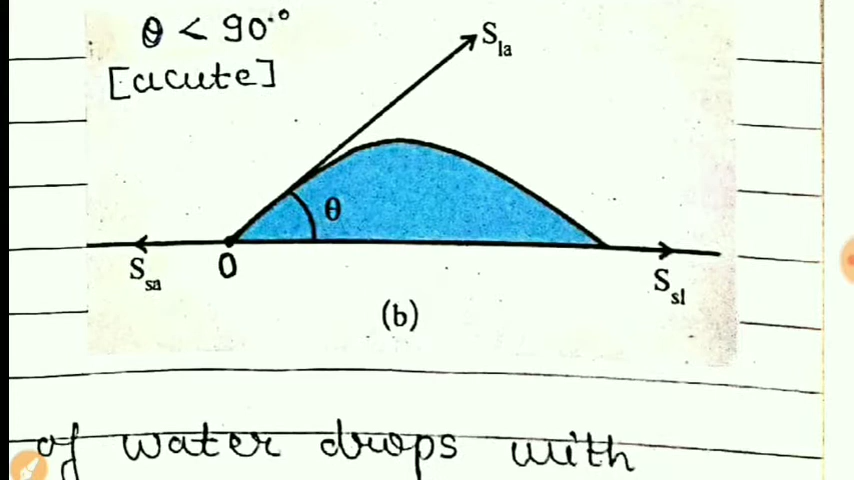 θ < 90°
[acute]
S_la
θ
S_sa
O
S_sl
(b)
of water drops with